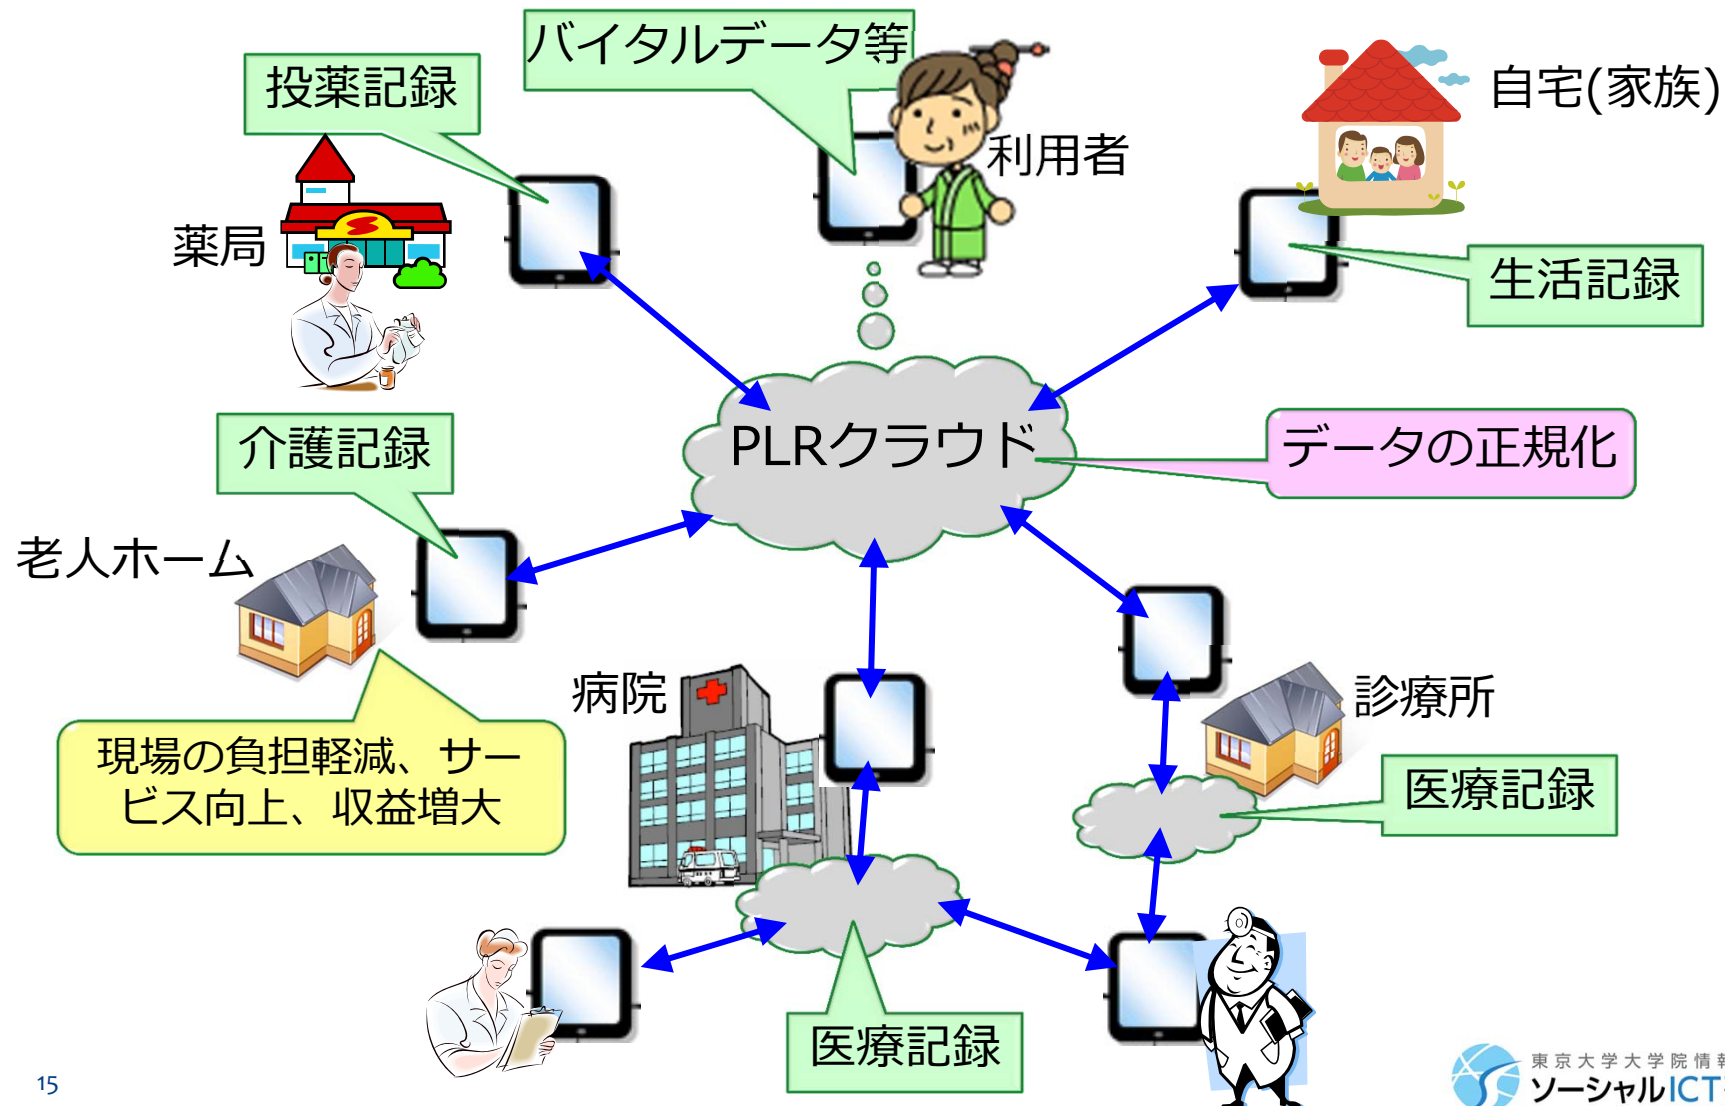 バイタルデータ等
投薬記録
自宅(家族)
利用者
薬局
生活記録
介護記録
PLRクラウド
データの正規化
老人ホーム
病院
診療所
現場の負担軽減、サー
ビス向上、収益増大
医療記録
医療記録
15
東京大学大学院情報
ソーシャルICT